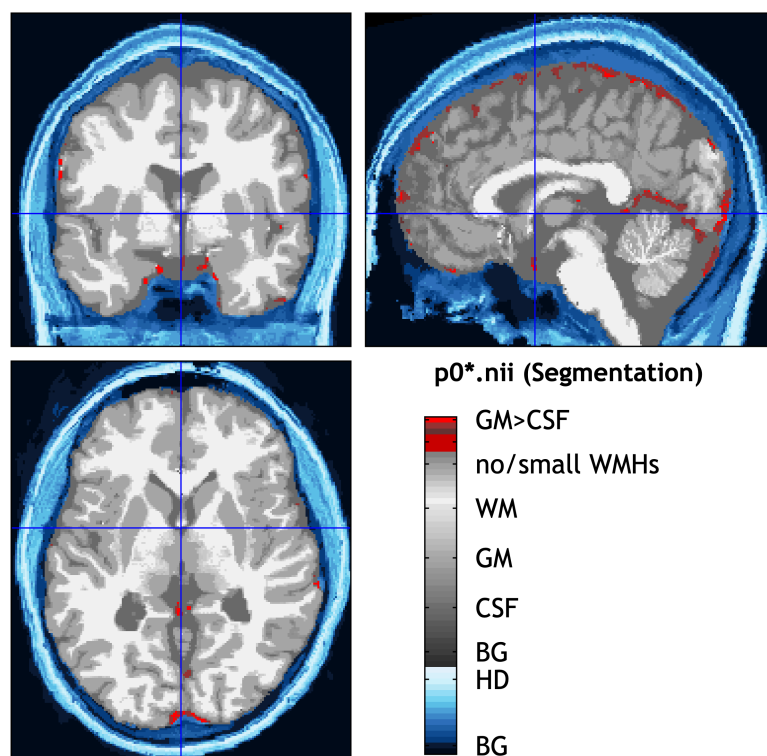 p0*.nii (Segmentation)
GM>CSF
no/small WMHs
WM
GM
CSF
BG
HD
BG